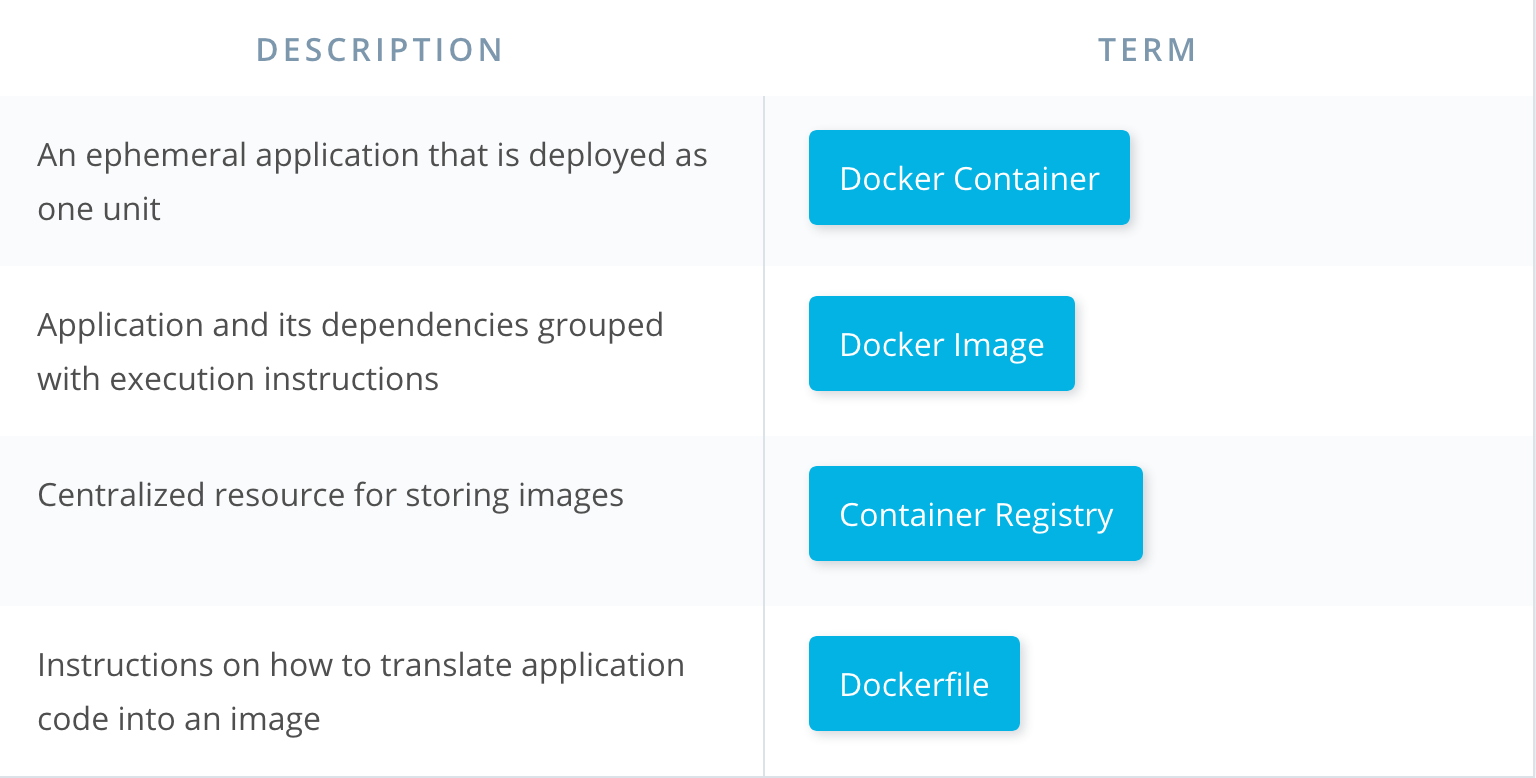 DESCRIPTION
TERM
An ephemeral application that is deployed as
one unit
Docker Container
Application and its dependencies grouped
with execution instructions
Docker Image
Centralized resource for storing images
Container Registry
Instructions on how to translate application
code into an image
Dockerfile